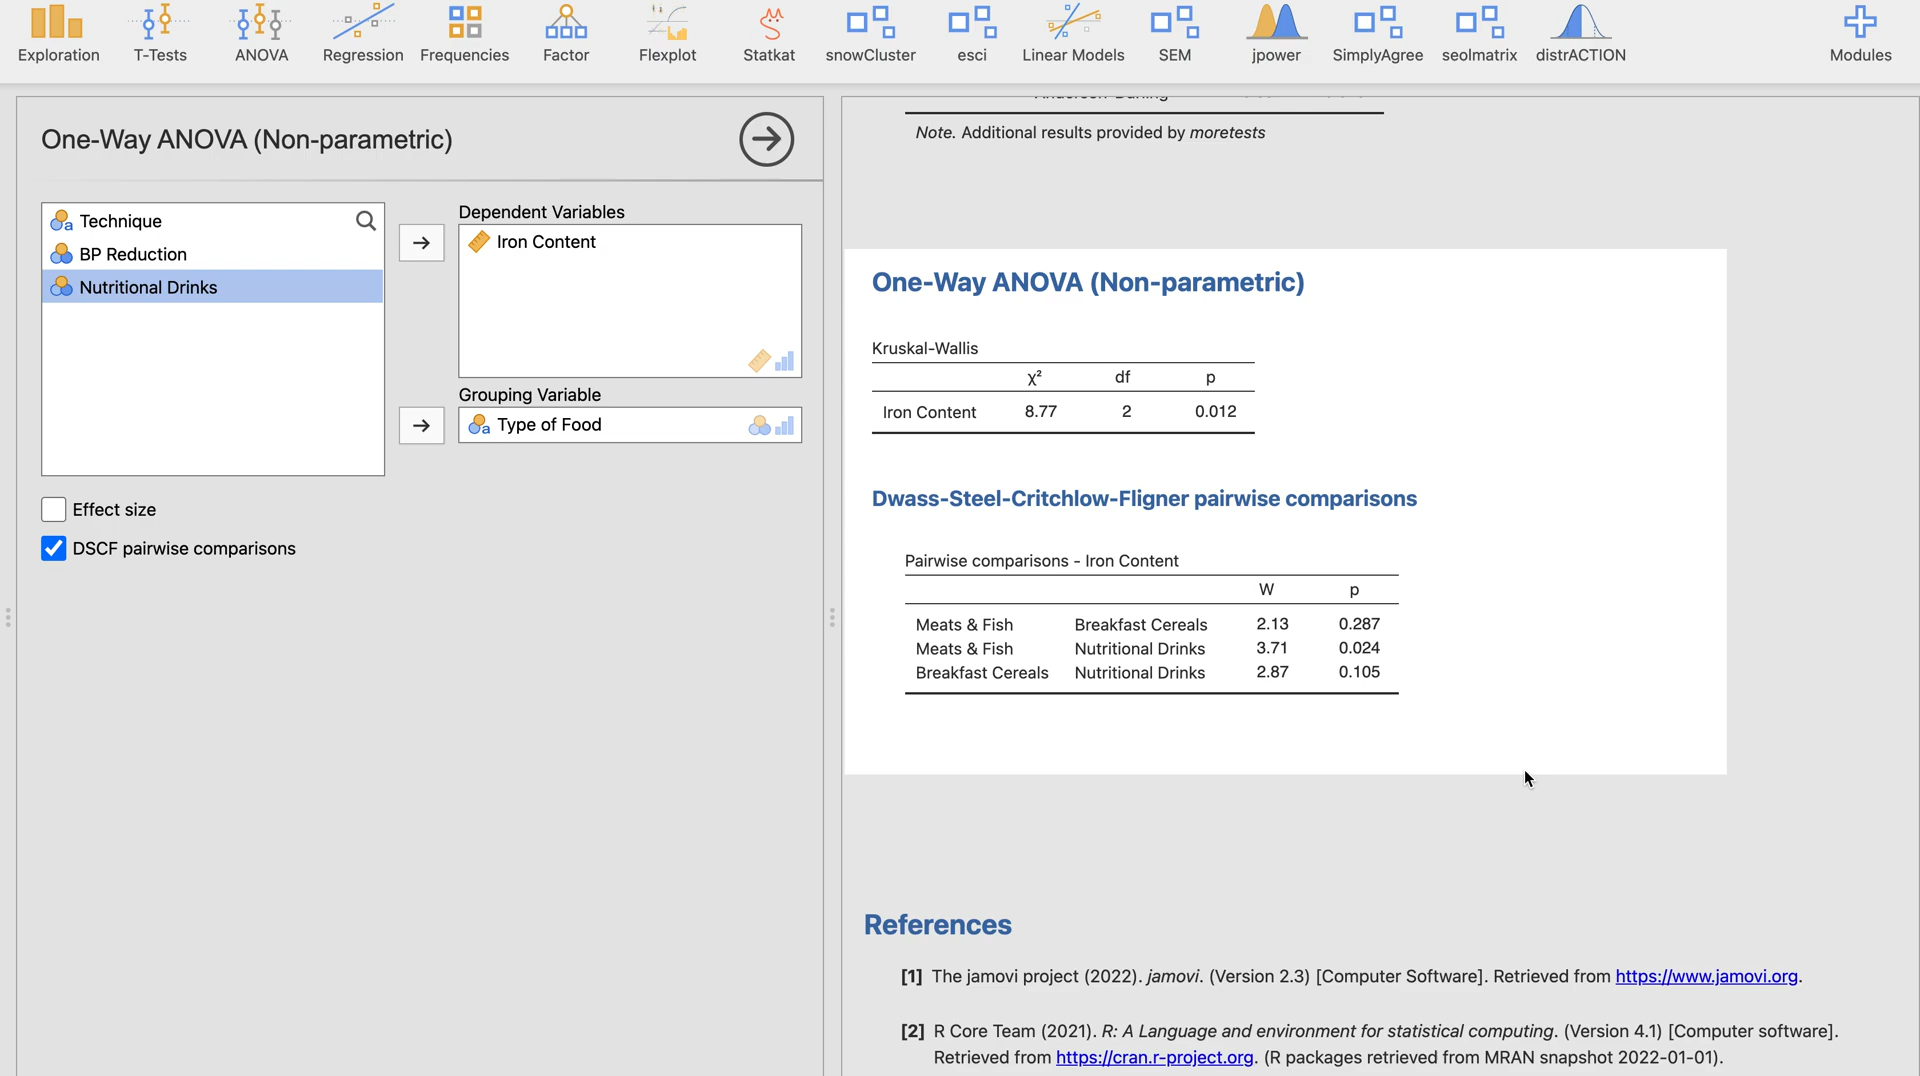 Exploration T-Tests ANOVA Regression Frequencies Factor Flexplot Statkat snowCluster esci Linear Models SEM jpower SimplyAgree seolmatrix distrACTION Modules
One-Way ANOVA (Non-parametric)
Technique
BP Reduction
Nutritional Drinks
Dependent Variables
Iron Content
Grouping Variable
Type of Food
Effect size
DSCF pairwise comparisons
Note. Additional results provided by moretests
One-Way ANOVA (Non-parametric)
Kruskal-Wallis
χ² df p
Iron Content 8.77 2 0.012
Dwass-Steel-Critchlow-Fligner pairwise comparisons
Pairwise comparisons - Iron Content
W p
Meats & Fish Breakfast Cereals 2.13 0.287
Meats & Fish Nutritional Drinks 3.71 0.024
Breakfast Cereals Nutritional Drinks 2.87 0.105
References
[1] The jamovi project (2022). jamovi. (Version 2.3) [Computer Software]. Retrieved from https://www.jamovi.org.
[2] R Core Team (2021). R: A Language and environment for statistical computing. (Version 4.1) [Computer software].
Retrieved from https://cran.r-project.org. (R packages retrieved from MRAN snapshot 2022-01-01).